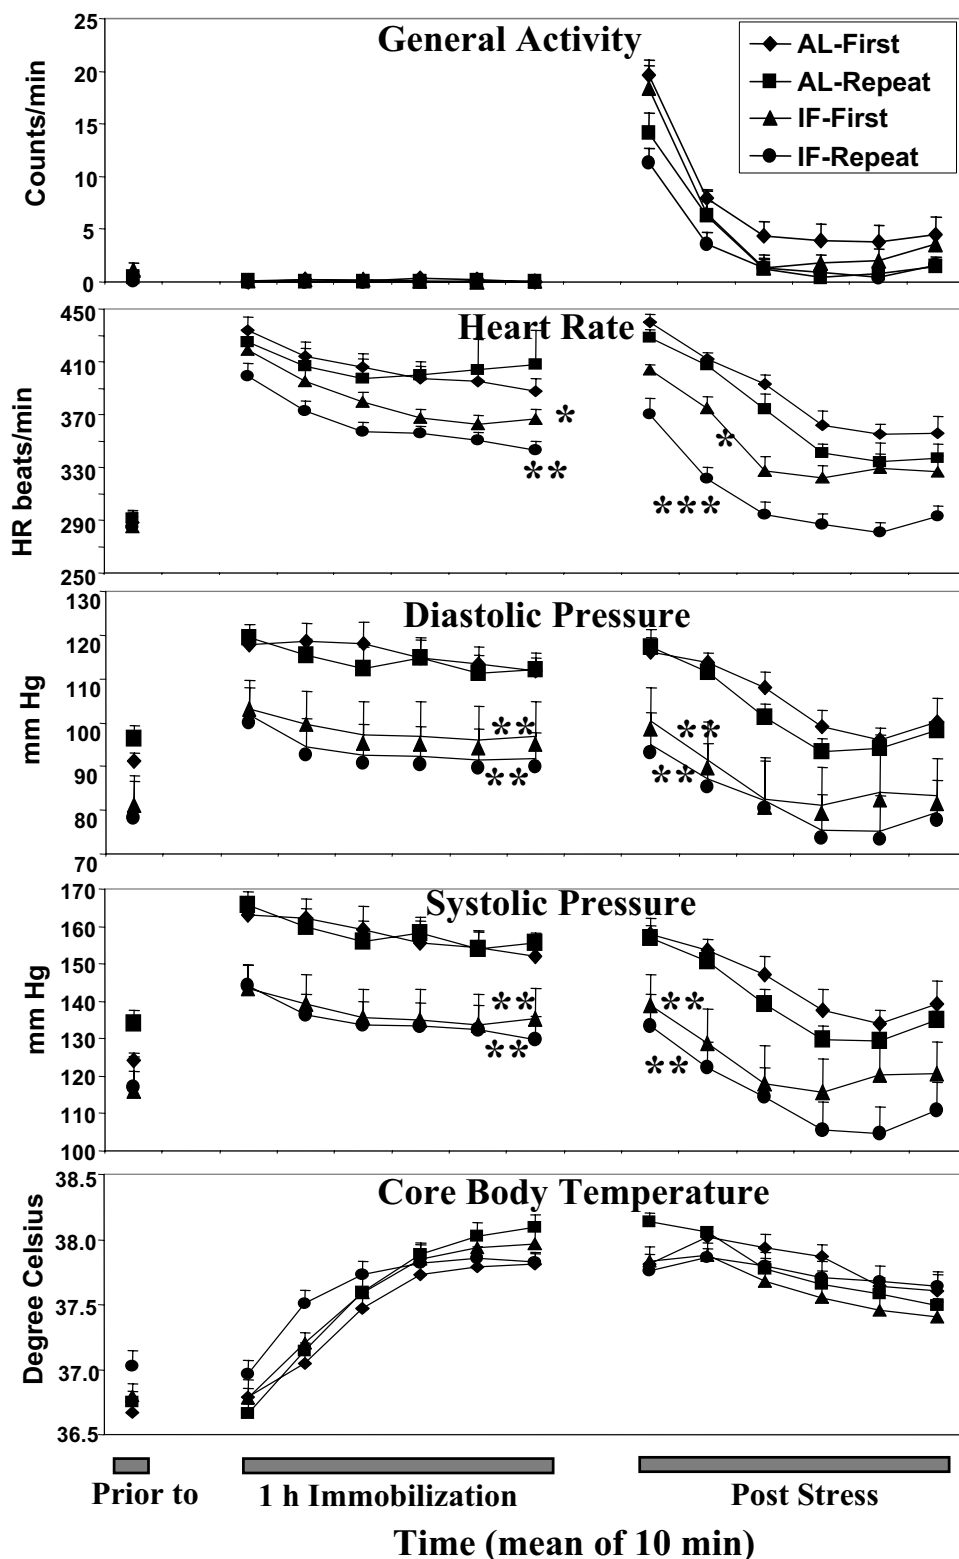 General Activity
AL-First
AL-Repeat
IF-First
IF-Repeat
Counts/min
25
20
15
10
5
0
Heart Rate
HR beats/min
450
410
370
330
290
250
*
**
*
***
Diastolic Pressure
mm Hg
130
120
110
100
90
80
70
**
**
**
**
Systolic Pressure
mm Hg
170
160
150
140
130
120
110
100
**
**
**
**
Core Body Temperature
Degree Celsius
38.5
38.0
37.5
37.0
36.5
Prior to
1 h Immobilization
Post Stress
Time (mean of 10 min)